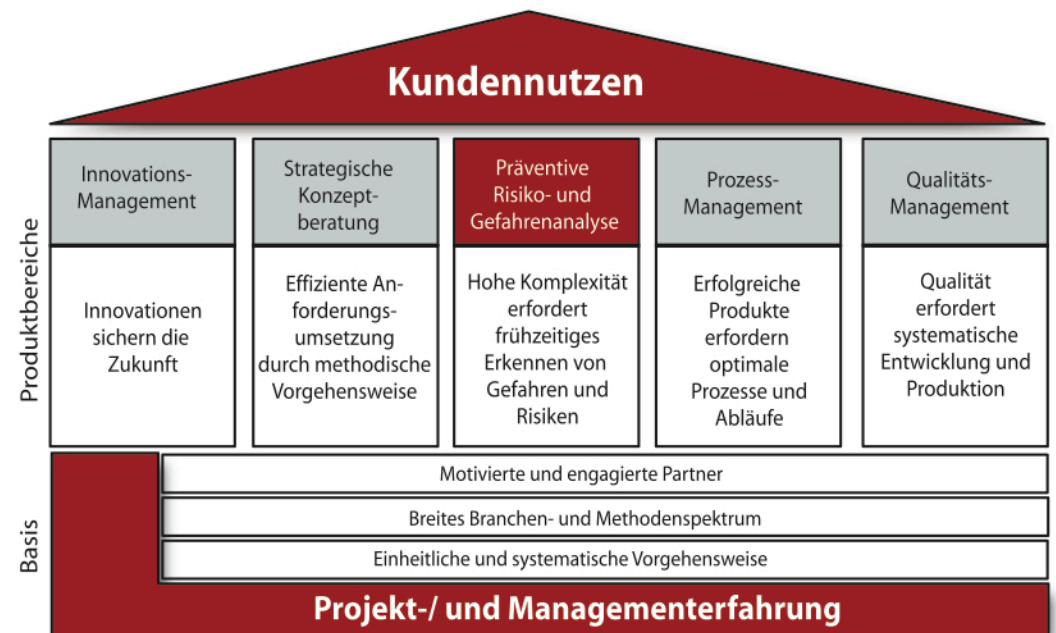 Kundennutzen
Produktbereiche
Innovations-
Management
Innovationen
sichern die
Zukunft
Strategische
Konzept-
beratung
Effiziente An-
forderungs-
umsetzung
durch methodische
Vorgehensweise
Präventive
Risiko- und
Gefahrenanalyse
Hohe Komplexität
erfordert
frühzeitiges
Erkennen von
Gefahren und
Risiken
Prozess-
Management
Erfolgreiche
Produkte
erfordern
optimale
Prozesse und
Abläufe
Qualitäts-
Management
Qualität
erfordert
systematische
Entwicklung und
Produktion
Basis
Motivierte und engagierte Partner
Breites Branchen- und Methodenspektrum
Einheitliche und systematische Vorgehensweise
Projekt-/ und Managementerfahrung